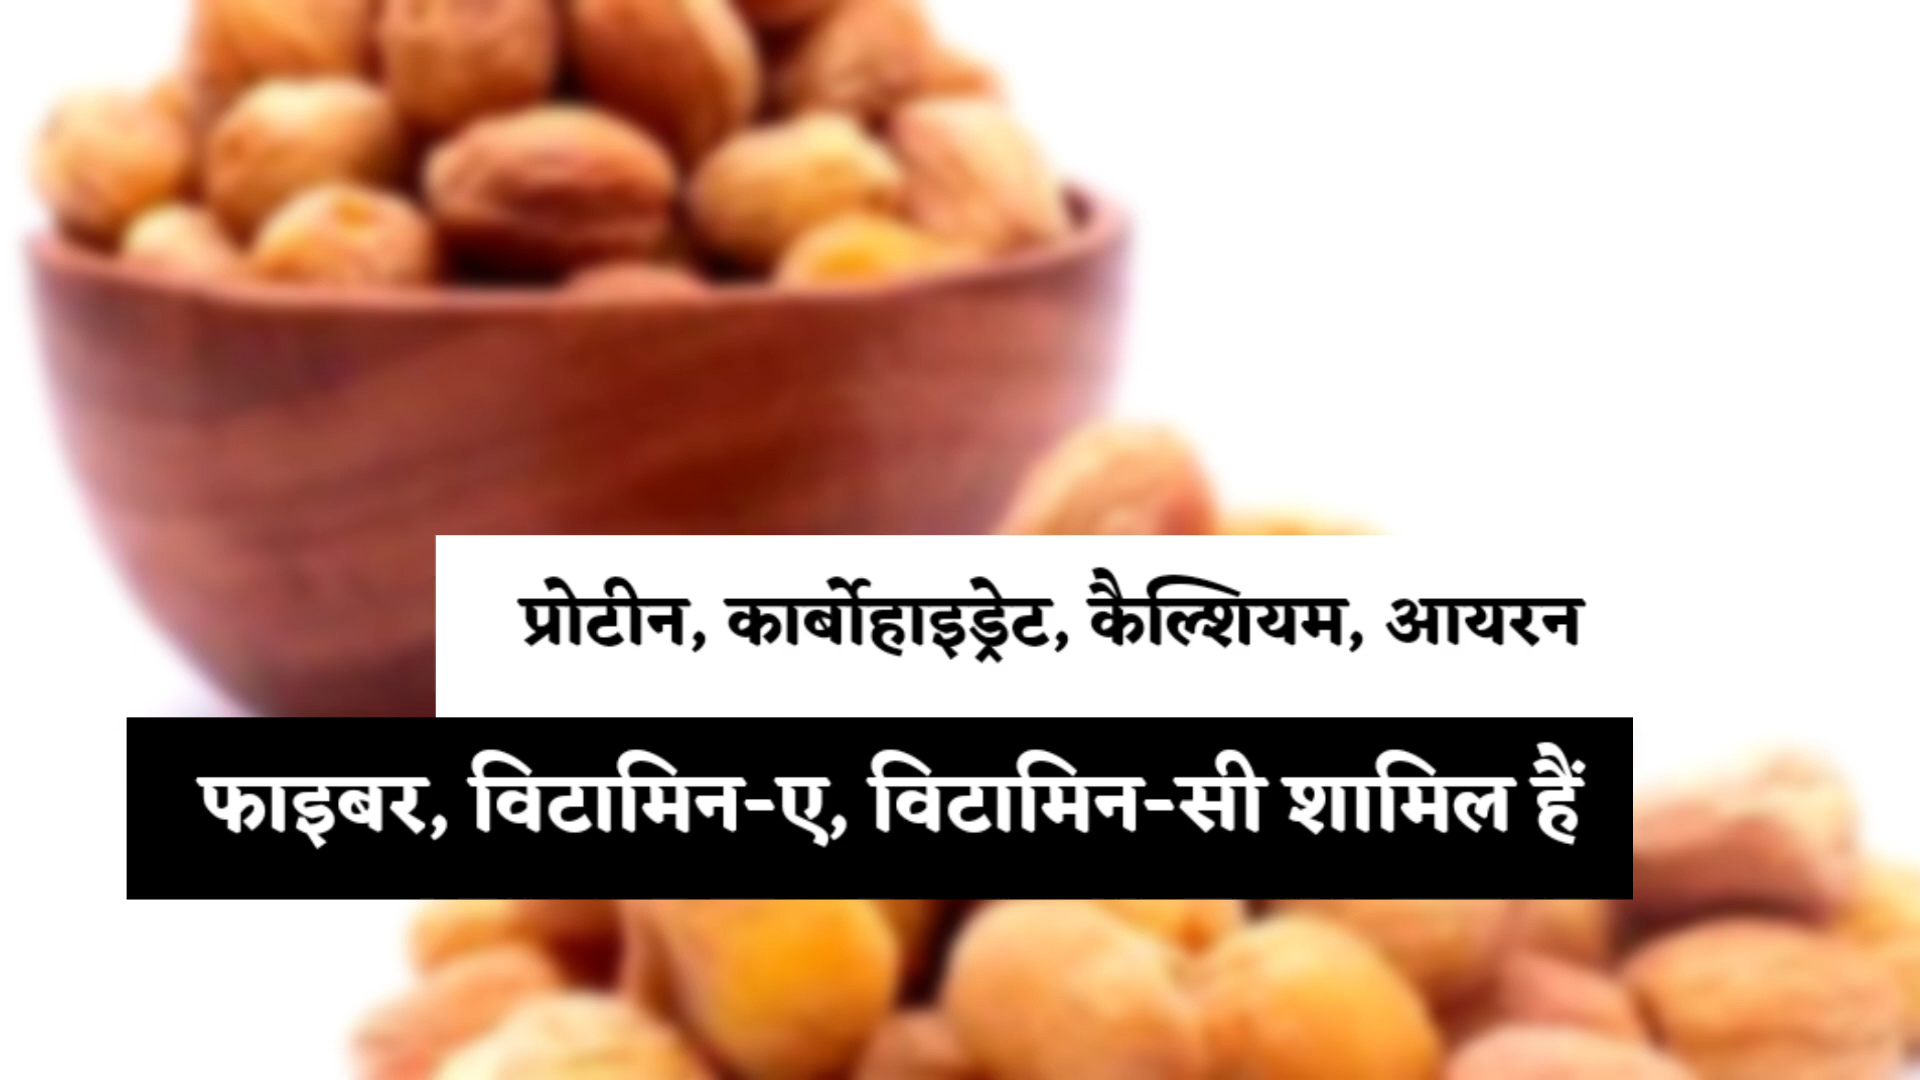 प्रोटीन, कार्बोहाइड्रेट, कैल्शियम, आयरन
फाइबर, विटामिन-ए, विटामिन-सी शामिल हैं